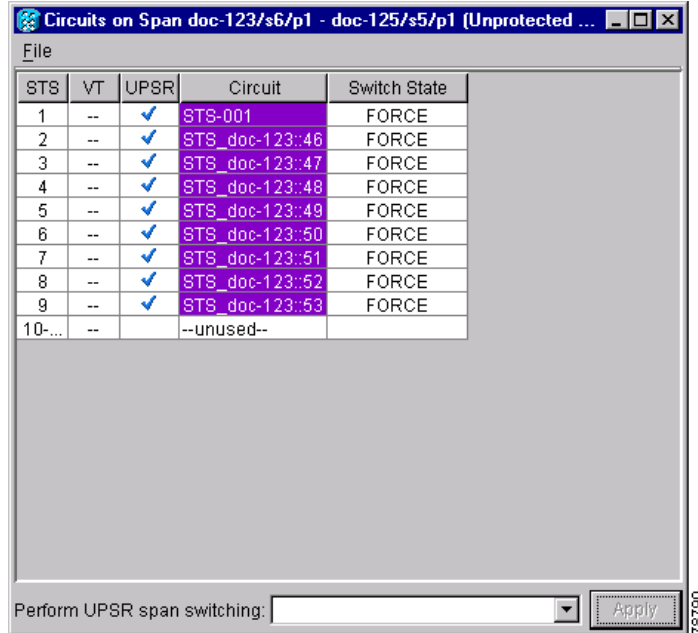 Circuits on Span doc-123/s6/p1 - doc-125/s5/p1 (Unprotected ...
File
STS VT UPSR Circuit Switch State
1 -- ✓ STS-001 FORCE
2 -- ✓ STS_doc-123::46 FORCE
3 -- ✓ STS_doc-123::47 FORCE
4 -- ✓ STS_doc-123::48 FORCE
5 -- ✓ STS_doc-123::49 FORCE
6 -- ✓ STS_doc-123::50 FORCE
7 -- ✓ STS_doc-123::51 FORCE
8 -- ✓ STS_doc-123::52 FORCE
9 -- ✓ STS_doc-123::53 FORCE
10-... -- --unused--
Perform UPSR span switching: Apply